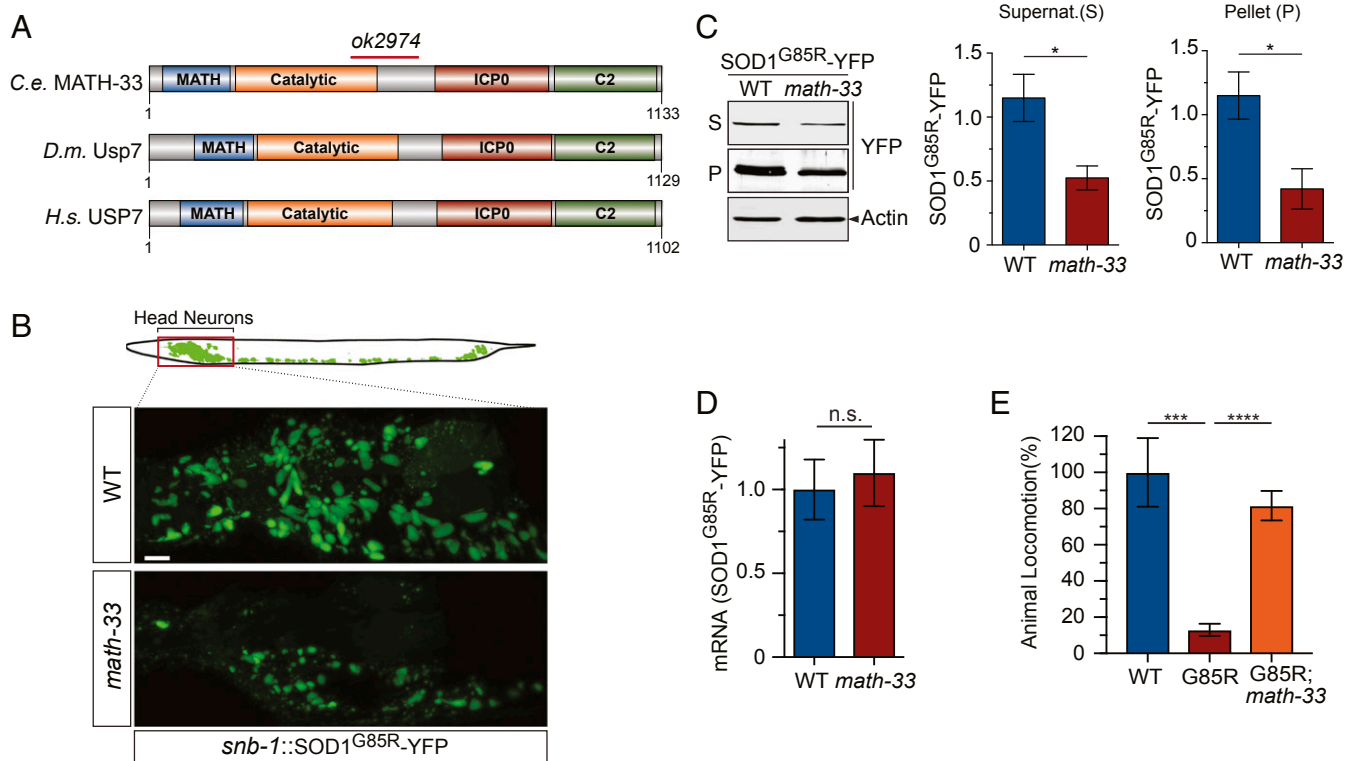 A
ok2974
C.e. MATH-33
MATH
Catalytic
ICP0
C2
1
1133
D.m. Usp7
MATH
Catalytic
ICP0
C2
1
1129
H.s. USP7
MATH
Catalytic
ICP0
C2
1
1102
B
Head Neurons
WT
math-33
snb-1::SOD1G85R-YFP
C
SOD1G85R-YFP
WT math-33
S
P
YFP
Actin
Supernat.(S)
SOD1G85R-YFP
1.5
1.0
0.5
0
*
WT math-33
Pellet (P)
SOD1G85R-YFP
1.5
1.0
0.5
0
*
WT math-33
D
mRNA (SOD1G85R-YFP)
1.0
0
n.s.
WT math-33
E
Animal Locomotion(%)
120
100
80
60
40
20
0
***
****
WT
G85R
G85R;
math-33